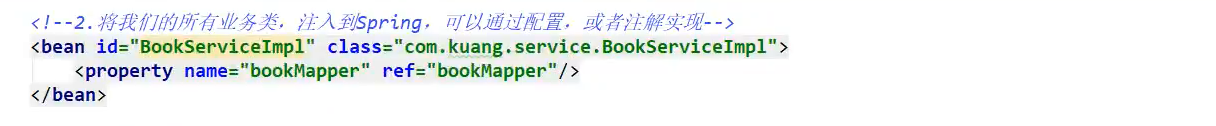 <!--2.将我们的所有业务类，注入到Spring，可以通过配置，或者注解实现-->
<bean id="BookServiceImpl" class="com.kuang.service.BookServiceImpl">
    <property name="bookMapper" ref="bookMapper"/>
</bean>